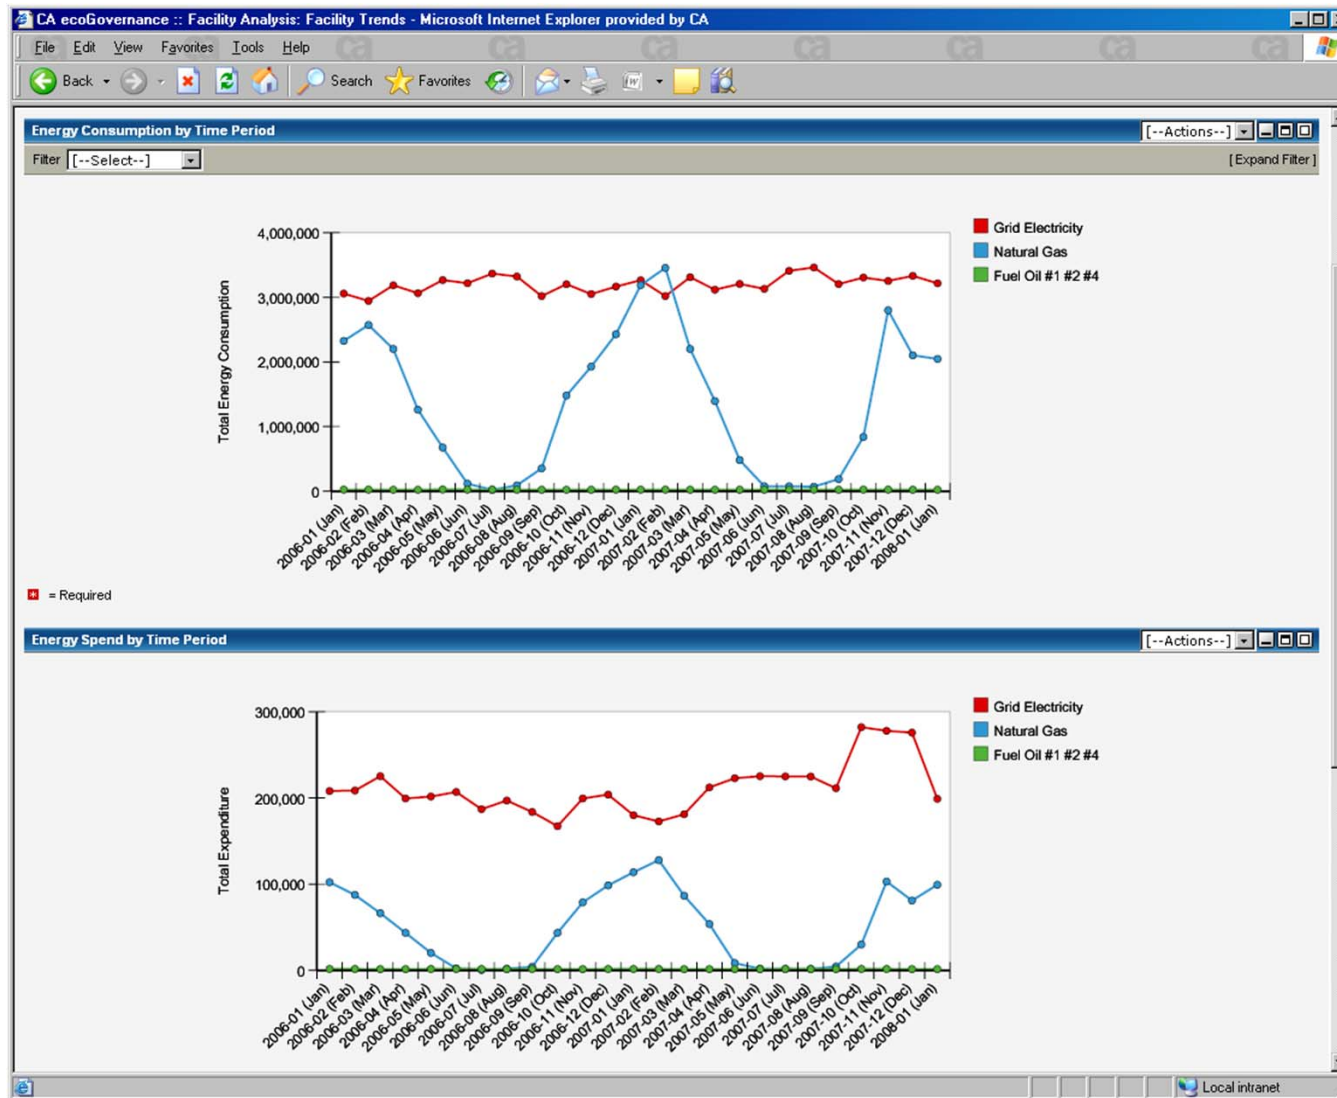 CA ecoGovernance :: Facility Analysis: Facility Trends - Microsoft Internet Explorer provided by CA
File Edit View Favorites Tools Help
ca ca ca ca ca ca ca
Back Search Favorites
Energy Consumption by Time Period [--Actions--]
Filter [--Select--] [ Expand Filter ]
Total Energy Consumption
4,000,000
3,000,000
2,000,000
1,000,000
0
Grid Electricity
Natural Gas
Fuel Oil #1 #2 #4
2006-01 (Jan)
2006-02 (Feb)
2006-03 (Mar)
2006-04 (Apr)
2006-05 (May)
2006-06 (Jun)
2006-07 (Jul)
2006-08 (Aug)
2006-09 (Sep)
2006-10 (Oct)
2006-11 (Nov)
2006-12 (Dec)
2007-01 (Jan)
2007-02 (Feb)
2007-03 (Mar)
2007-04 (Apr)
2007-05 (May)
2007-06 (Jun)
2007-07 (Jul)
2007-08 (Aug)
2007-09 (Sep)
2007-10 (Oct)
2007-11 (Nov)
2007-12 (Dec)
2008-01 (Jan)
* = Required
Energy Spend by Time Period [--Actions--]
Total Expenditure
300,000
200,000
100,000
0
Grid Electricity
Natural Gas
Fuel Oil #1 #2 #4
2006-01 (Jan)
2006-02 (Feb)
2006-03 (Mar)
2006-04 (Apr)
2006-05 (May)
2006-06 (Jun)
2006-07 (Jul)
2006-08 (Aug)
2006-09 (Sep)
2006-10 (Oct)
2006-11 (Nov)
2006-12 (Dec)
2007-01 (Jan)
2007-02 (Feb)
2007-03 (Mar)
2007-04 (Apr)
2007-05 (May)
2007-06 (Jun)
2007-07 (Jul)
2007-08 (Aug)
2007-09 (Sep)
2007-10 (Oct)
2007-11 (Nov)
2007-12 (Dec)
2008-01 (Jan)
Local intranet